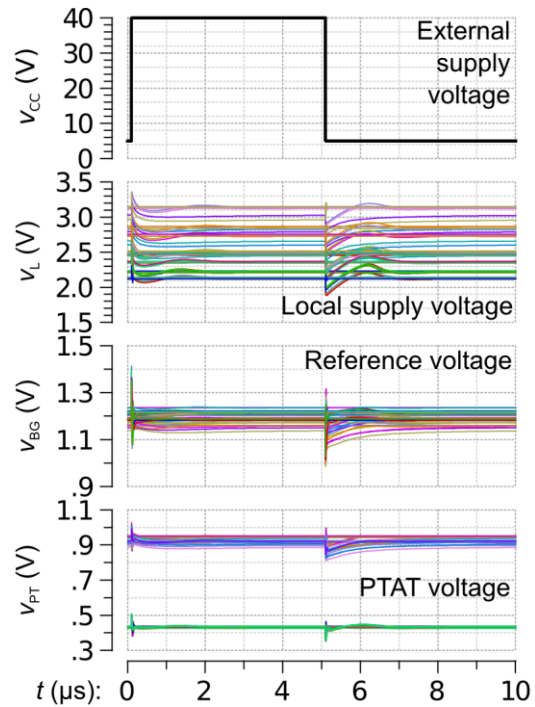 40
30
20
10
0
v_CC (V)
External
supply
voltage
3.5
3.0
2.5
2.0
1.5
v_L (V)
Local supply voltage
1.5
1.3
1.1
.9
v_BG (V)
Reference voltage
1.1
.9
.7
.5
.3
v_PT (V)
PTAT voltage
t (µs): 0 2 4 6 8 10